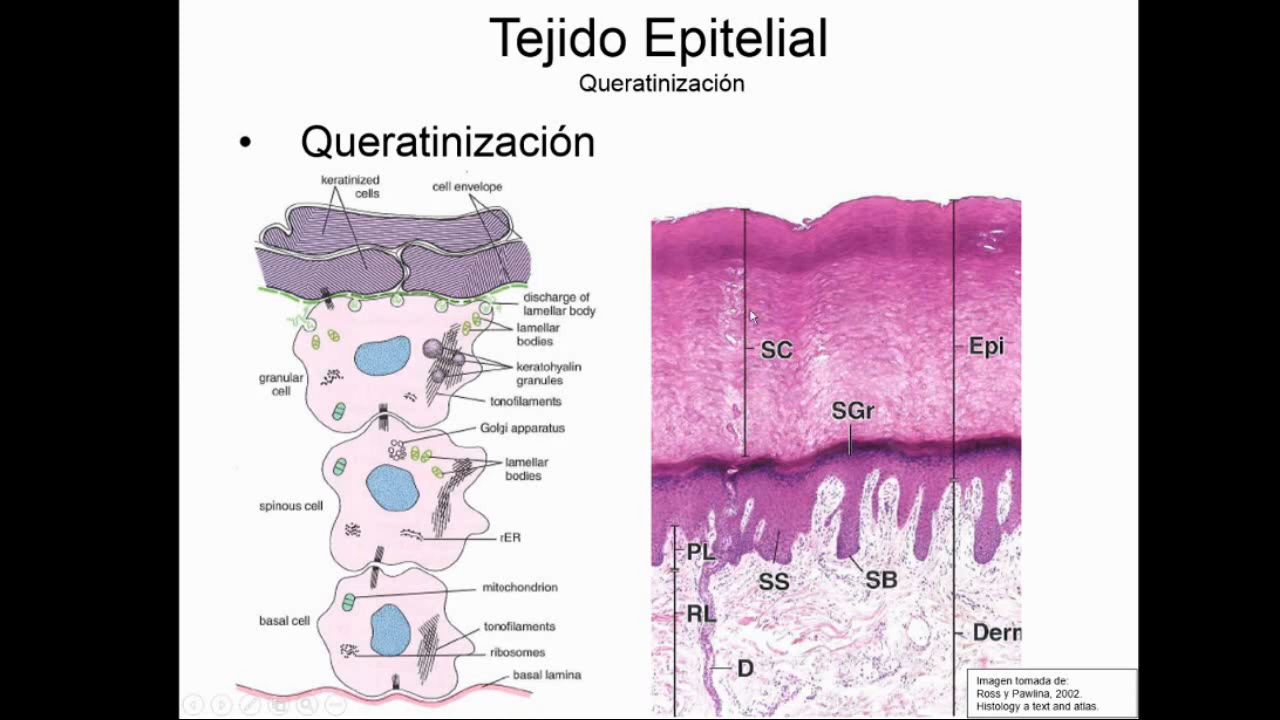 Tejido Epitelial
Queratinización
• Queratinización
keratinized
cells
cell envelope
discharge of
lamellar body
lamellar
bodies
keratohyalin
granules
granular
cell
tonofilaments
Golgi apparatus
lamellar
bodies
spinous cell
rER
mitochondrion
basal cell
tonofilaments
ribosomes
basal lamina
SC
Epi
SGr
PL
SS
SB
RL
Derm
D
Imagen tomada de:
Ross y Pawlina, 2002.
Histology a text and atlas.